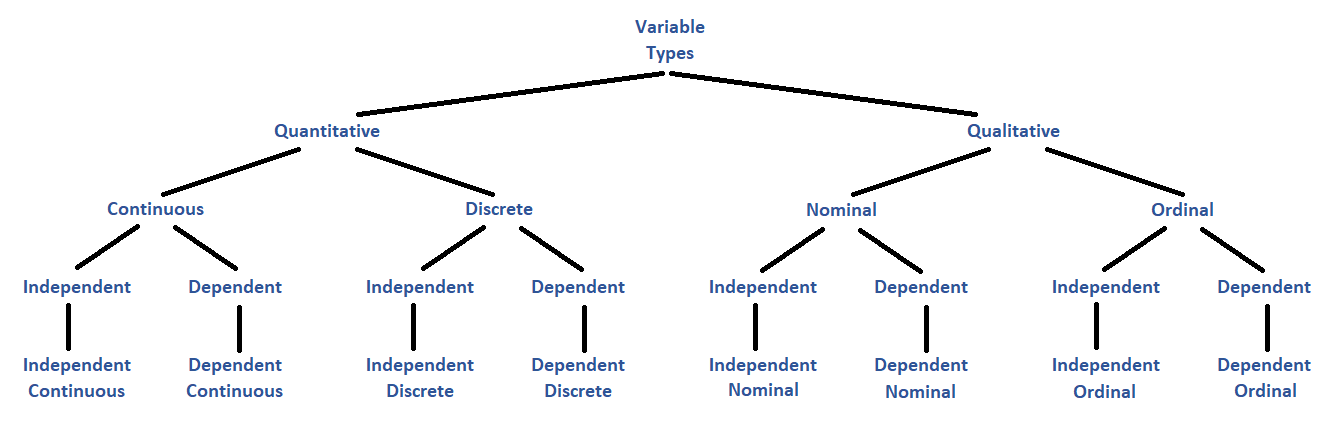 Variable
Types
Quantitative
Qualitative
Continuous
Discrete
Nominal
Ordinal
Independent
Dependent
Independent
Dependent
Independent
Dependent
Independent
Dependent
Independent
Continuous
Dependent
Continuous
Independent
Discrete
Dependent
Discrete
Independent
Nominal
Dependent
Nominal
Independent
Ordinal
Dependent
Ordinal